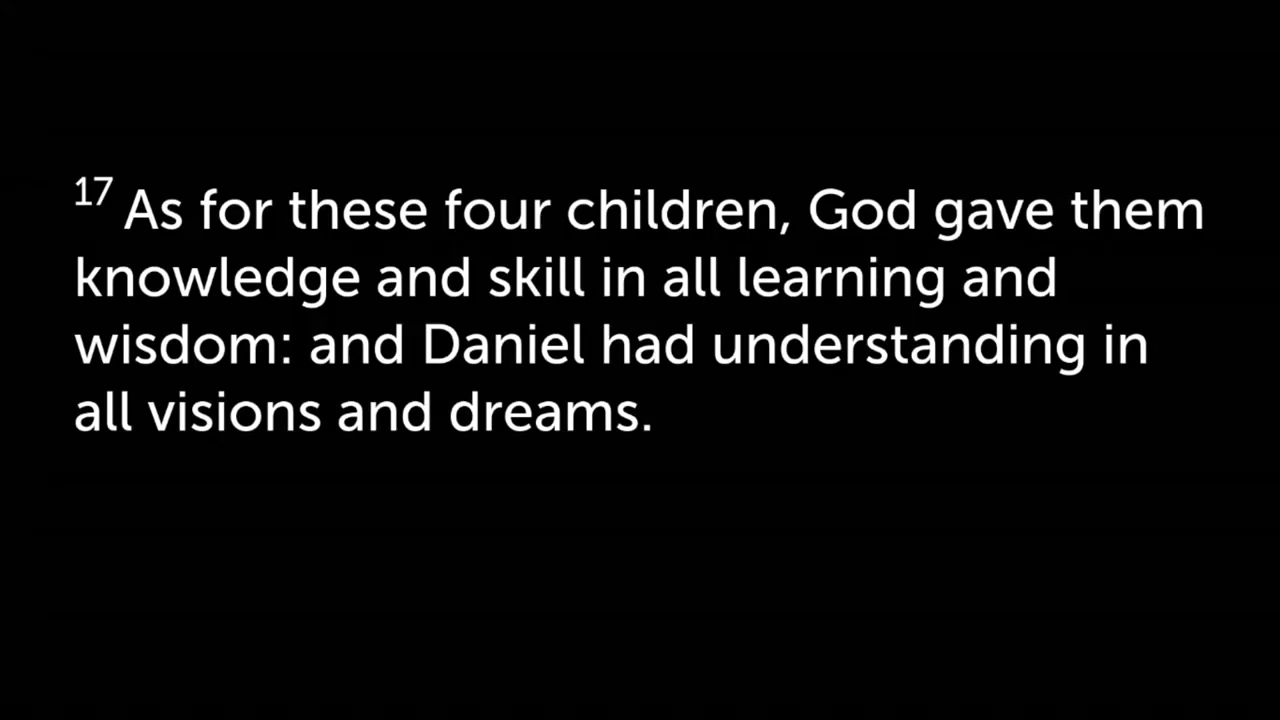 17 As for these four children, God gave them
knowledge and skill in all learning and
wisdom: and Daniel had understanding in
all visions and dreams.